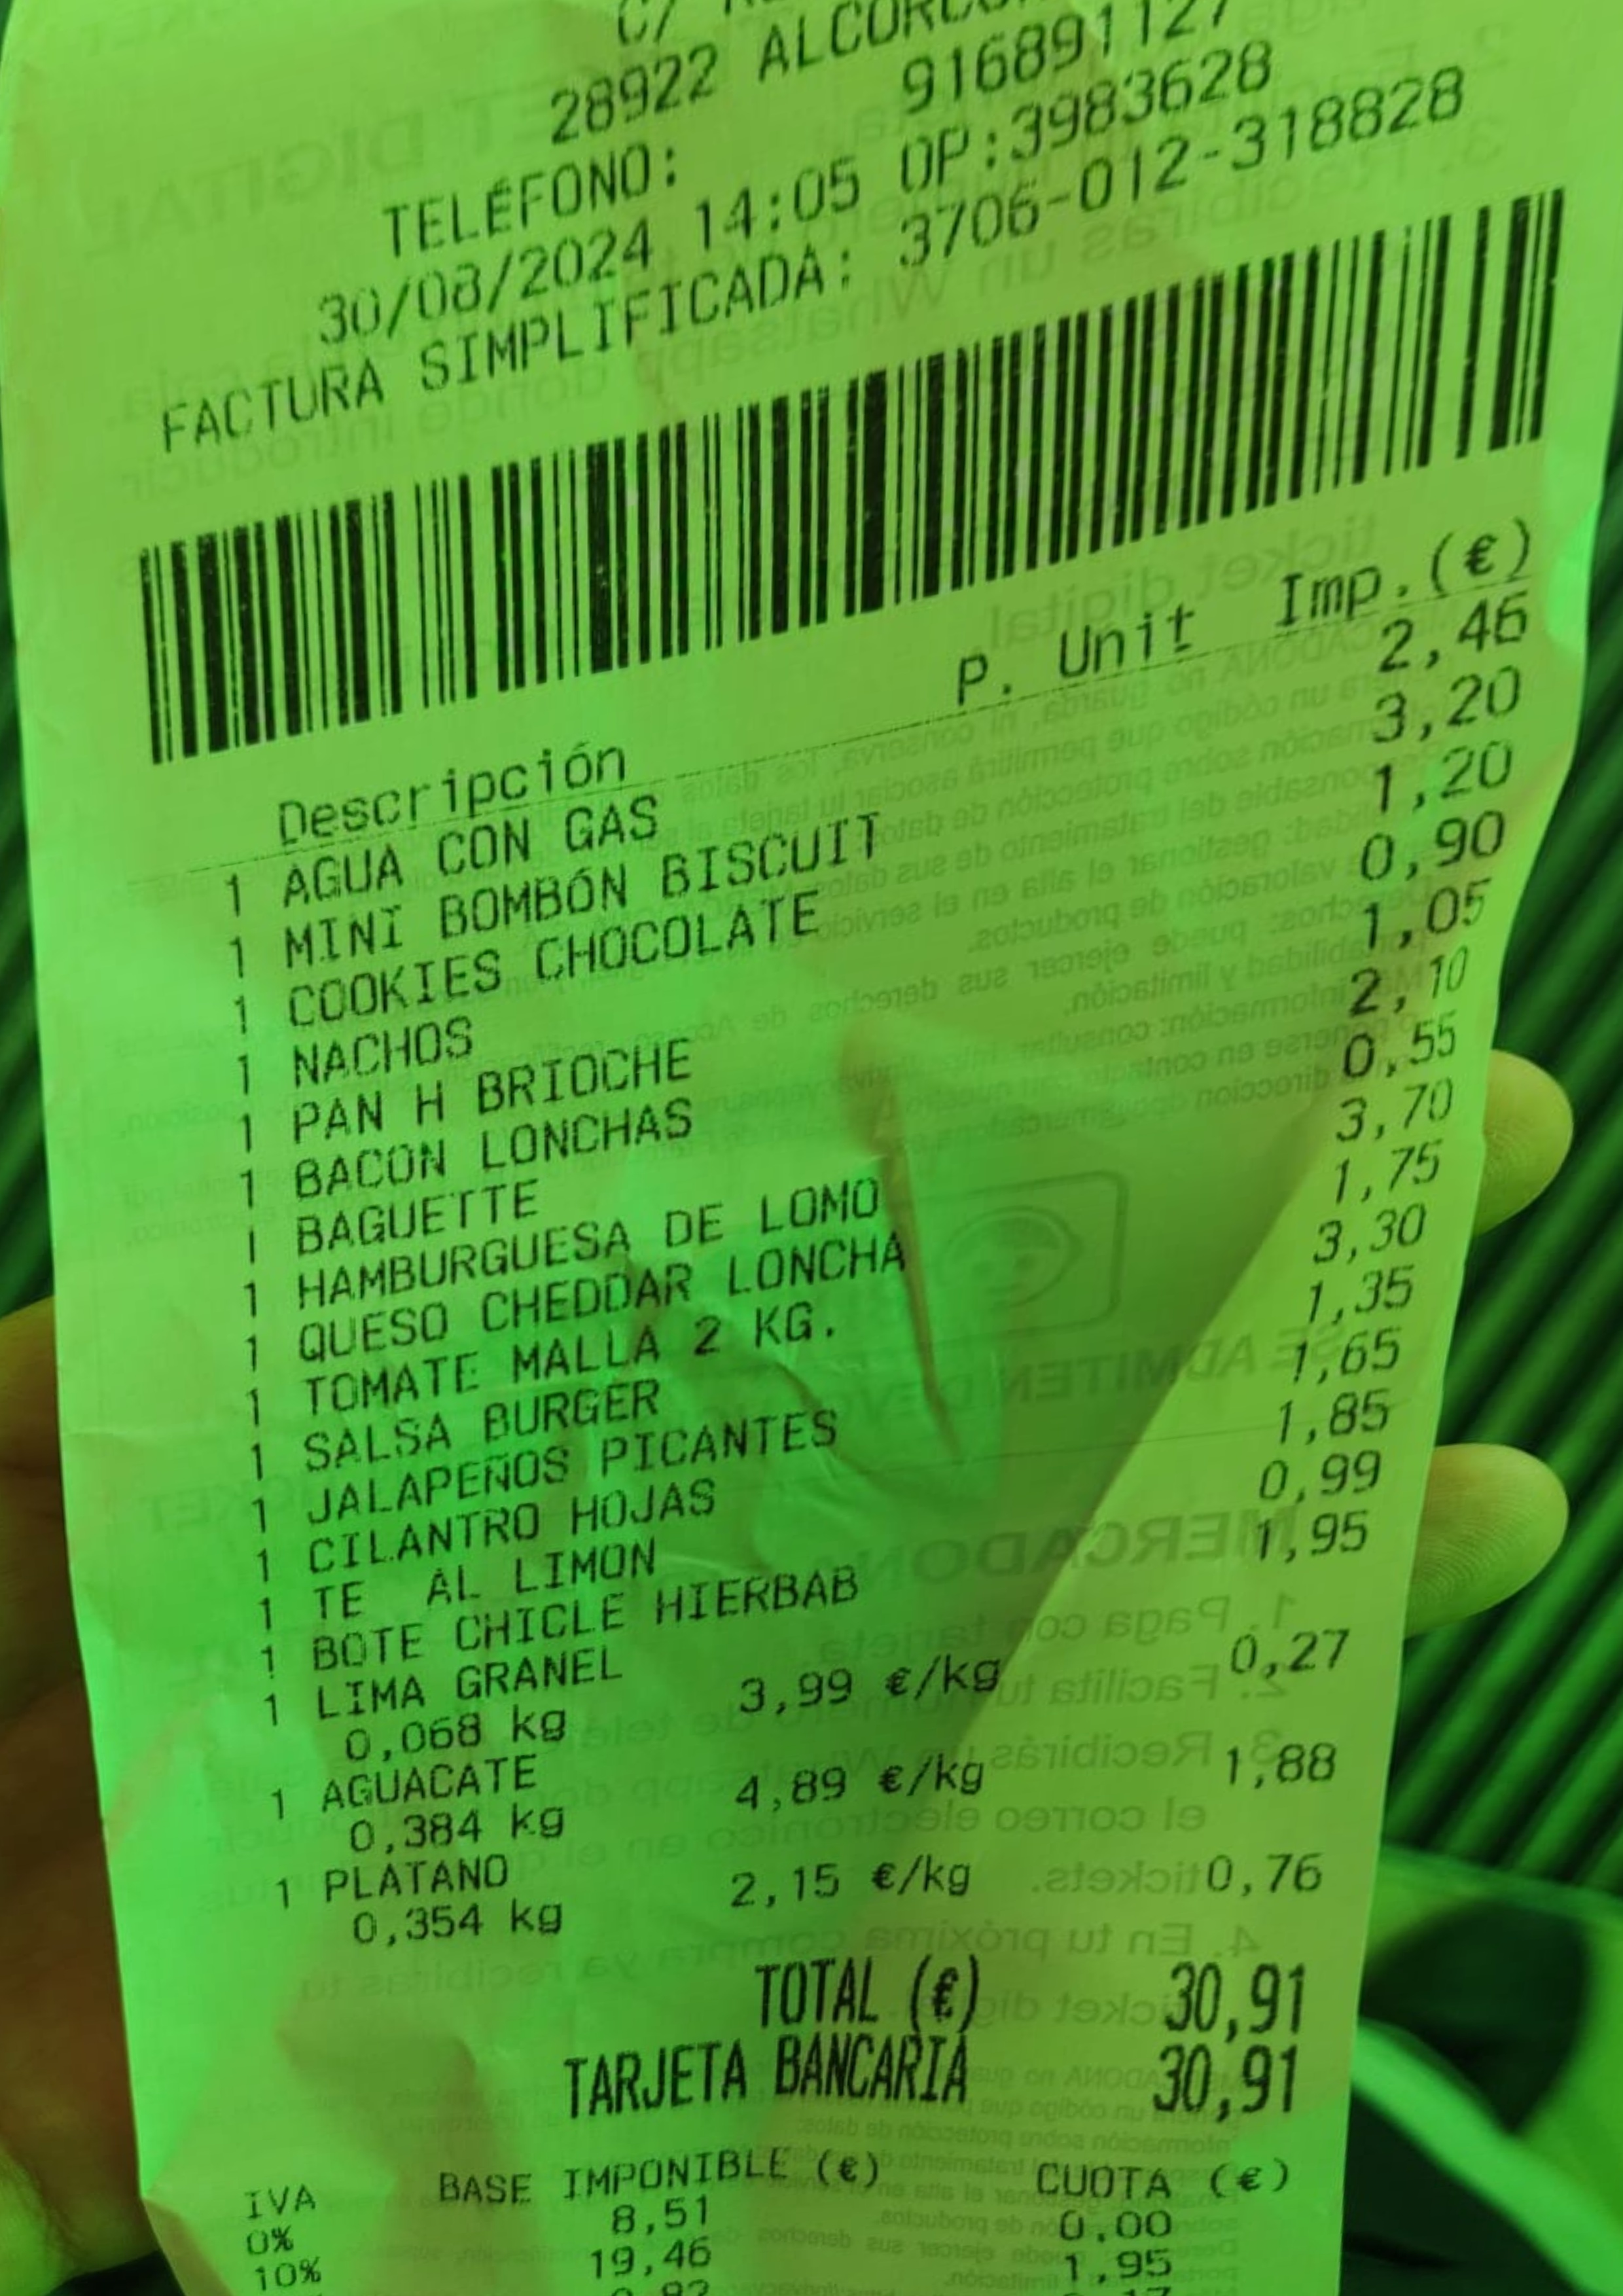 C/
28922 ALCORCÓN
TELÉFONO: 916891127
30/08/2024 14:05 OP:3983628
FACTURA SIMPLIFICADA: 3706-012-318828
Descripción P. Unit Imp.(€)
1 AGUA CON GAS 2,46
1 MINI BOMBÓN BISCUIT 3,20
1 COOKIES CHOCOLATE 1,20
1 NACHOS 0,90
1 PAN H BRIOCHE 1,05
1 BACON LONCHAS 2,10
1 BAGUETTE 0,55
1 HAMBURGUESA DE LOMO 3,70
1 QUESO CHEDDAR LONCHA 1,75
1 TOMATE MALLA 2 KG. 3,30
1 SALSA BURGER 1,35
1 JALAPEÑOS PICANTES 1,65
1 CILANTRO HOJAS 1,85
1 TE AL LIMON 0,99
1 BOTE CHICLE HIERBAB 1,95
1 LIMA GRANEL
0,068 kg 3,99 €/kg 0,27
1 AGUACATE
0,384 kg 4,89 €/kg 1,88
1 PLATANO
0,354 kg 2,15 €/kg 0,76
TOTAL (€) 30,91
TARJETA BANCARIA 30,91
IVA BASE IMPONIBLE (€) CUOTA (€)
0% 8,51 0,00
10% 19,46 1,95